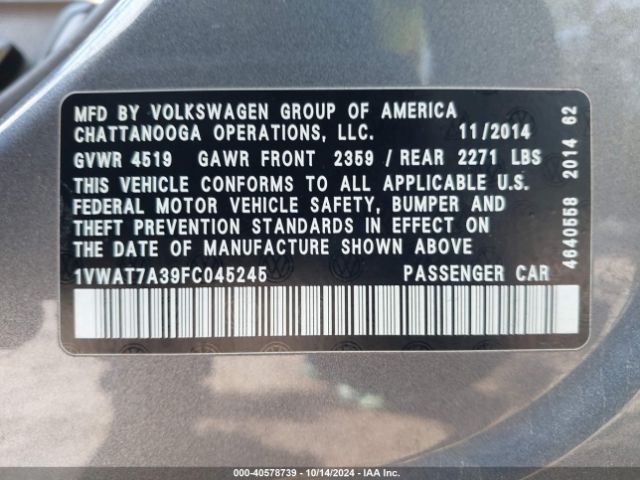 MFD BY VOLKSWAGEN GROUP OF AMERICA
CHATTANOOGA OPERATIONS, LLC. 11/2014
GVWR 4519 GAWR FRONT 2359 / REAR 2271 LBS
THIS VEHICLE CONFORMS TO ALL APPLICABLE U.S.
FEDERAL MOTOR VEHICLE SAFETY, BUMPER AND
THEFT PREVENTION STANDARDS IN EFFECT ON
THE DATE OF MANUFACTURE SHOWN ABOVE
1VWAT7A39FC045245 PASSENGER CAR
4640558 2014 62
000-40578739 | 10/14/2024 | IAAI.COM